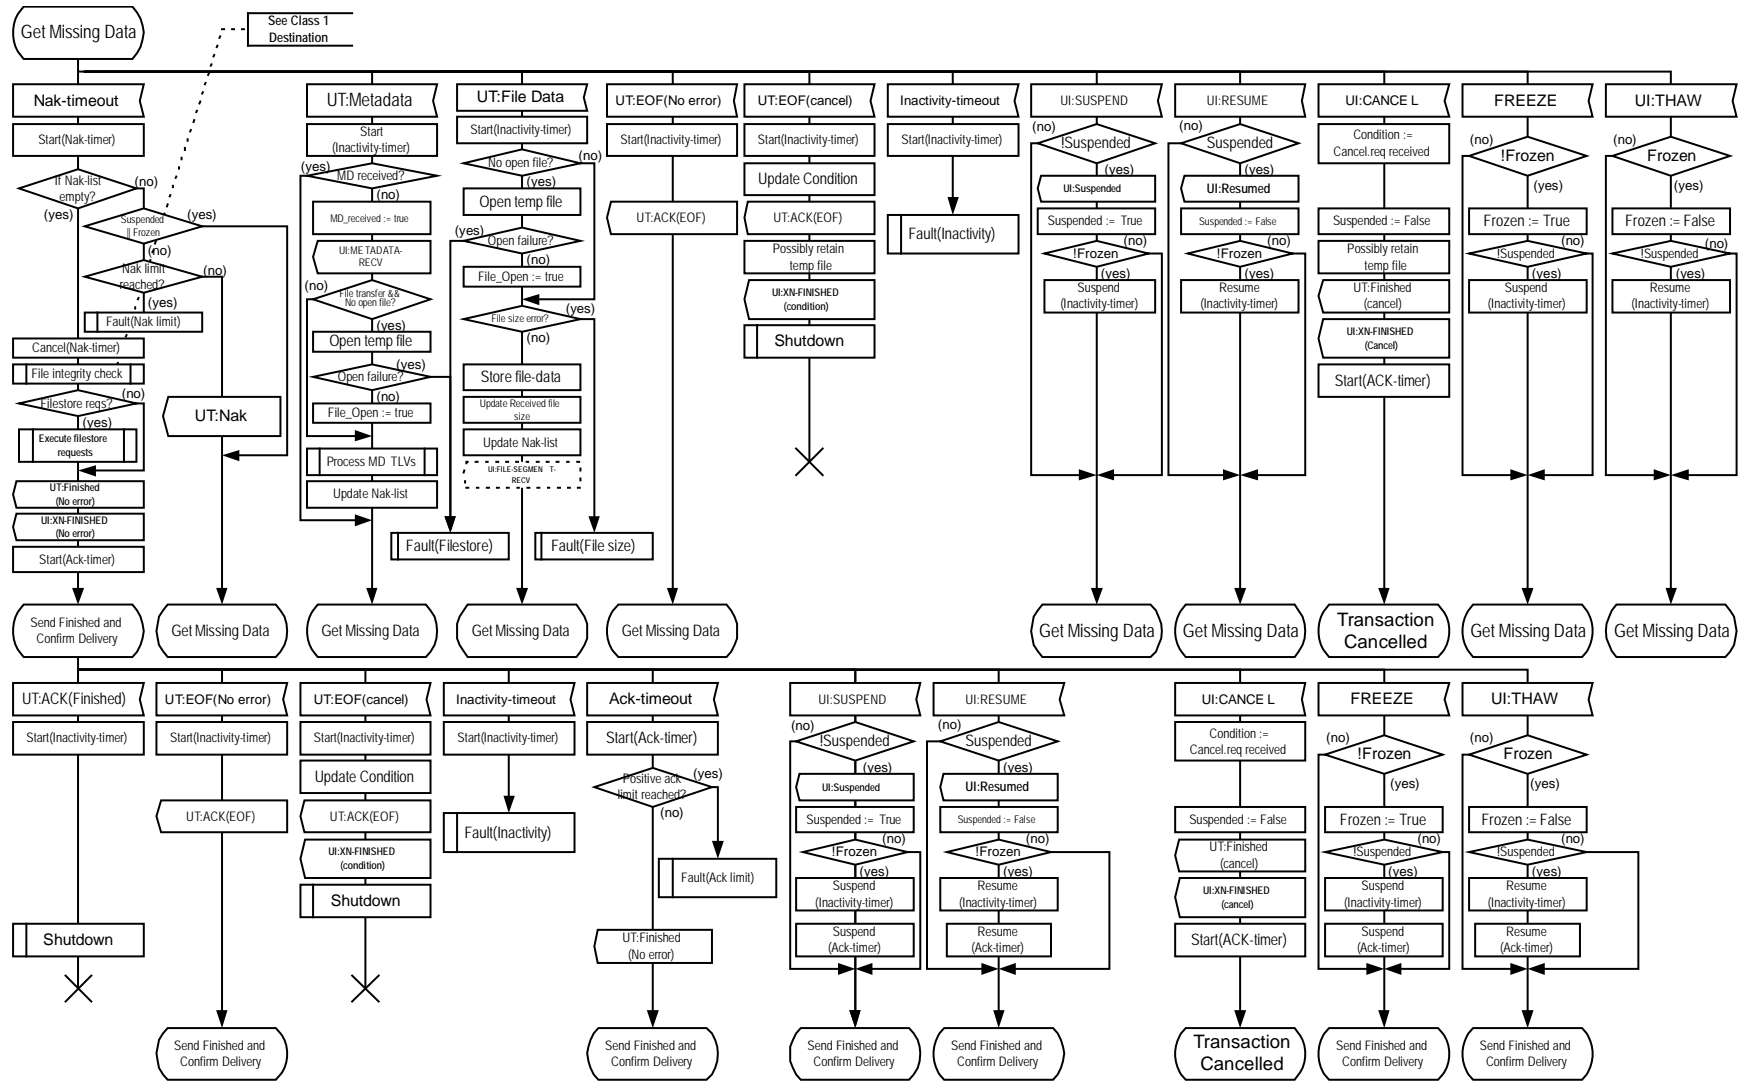 Get Missing Data
See Class 1
Destination
Nak-timeout
Start(Nak-timer)
If Nak-list
empty?
(no)
(yes)
Suspended
|| Frozen
(yes)
(no)
Nak limit
reached?
(no)
(yes)
Fault(Nak limit)
Cancel(Nak-timer)
File integrity check
Filestore reqs?
(no)
(yes)
Execute filestore
requests
UT:Finished
(No error)
UI:XN-FINISHED
(No error)
Start(Ack-timer)
Send Finished and
Confirm Delivery
UT:Nak
Get Missing Data
UT:Metadata
Start
(Inactivity-timer)
(yes)
MD received?
(no)
MD_received := true
UI:METADATA-
RECV
(no)
File transfer &&
No open file?
(yes)
Open temp file
(yes)
Open failure?
(no)
File_Open := true
Process MD TLVs
Update Nak-list
Get Missing Data
UT:File Data
Start(Inactivity-timer)
No open file?
(no)
(yes)
Open temp file
(yes)
Open failure?
(no)
File_Open := true
(yes)
File size error?
(no)
Store file-data
Update Received file
size
Update Nak-list
UI:FILE-SEGMEN T-
RECV
Fault(Filestore)
Fault(File size)
Get Missing Data
UT:EOF(No error)
Start(Inactivity-timer)
UT:ACK(EOF)
Get Missing Data
UT:EOF(cancel)
Start(Inactivity-timer)
Update Condition
UT:ACK(EOF)
Possibly retain
temp file
UI:XN-FINISHED
(condition)
Shutdown
Inactivity-timeout
Start(Inactivity-timer)
Fault(Inactivity)
UI:SUSPEND
(no)
!Suspended
(yes)
UI:Suspended
Suspended := True
(no)
!Frozen
(yes)
Suspend
(Inactivity-timer)
Get Missing Data
UI:RESUME
(no)
Suspended
(yes)
UI:Resumed
Suspended := False
(no)
!Frozen
(yes)
Resume
(Inactivity-timer)
Get Missing Data
UI:CANCE L
Condition :=
Cancel.req received
Suspended := False
Possibly retain
temp file
UT:Finished
(cancel)
UI:XN-FINISHED
(Cancel)
Start(ACK-timer)
Transaction
Cancelled
FREEZE
(no)
!Frozen
(yes)
Frozen := True
(no)
!Suspended
(yes)
Suspend
(Inactivity-timer)
Get Missing Data
UI:THAW
(no)
Frozen
(yes)
Frozen := False
(no)
!Suspended
(yes)
Resume
(Inactivity-timer)
Get Missing Data
UT:ACK(Finished)
Start(Inactivity-timer)
Shutdown
UT:EOF(No error)
Start(Inactivity-timer)
UT:ACK(EOF)
Send Finished and
Confirm Delivery
UT:EOF(cancel)
Start(Inactivity-timer)
Update Condition
UT:ACK(EOF)
UI:XN-FINISHED
(condition)
Shutdown
Inactivity-timeout
Start(Inactivity-timer)
Fault(Inactivity)
Ack-timeout
Start(Ack-timer)
Positive ack
limit reached?
(yes)
(no)
Fault(Ack limit)
UT:Finished
(No error)
Send Finished and
Confirm Delivery
UI:SUSPEND
(no)
!Suspended
(yes)
UI:Suspended
Suspended := True
(no)
!Frozen
(yes)
Suspend
(Inactivity-timer)
Suspend
(Ack-timer)
Send Finished and
Confirm Delivery
UI:RESUME
(no)
Suspended
(yes)
UI:Resumed
Suspended := False
(no)
!Frozen
(yes)
Resume
(Inactivity-timer)
Resume
(Ack-timer)
Send Finished and
Confirm Delivery
UI:CANCE L
Condition :=
Cancel.req received
Suspended := False
UT:Finished
(cancel)
UI:XN-FINISHED
(cancel)
Start(ACK-timer)
Transaction
Cancelled
FREEZE
(no)
!Frozen
(yes)
Frozen := True
(no)
!Suspended
(yes)
Suspend
(Inactivity-timer)
Suspend
(Ack-timer)
Send Finished and
Confirm Delivery
UI:THAW
(no)
Frozen
(yes)
Frozen := False
(no)
!Suspended
(yes)
Resume
(Inactivity-timer)
Resume
(Ack-timer)
Send Finished and
Confirm Delivery